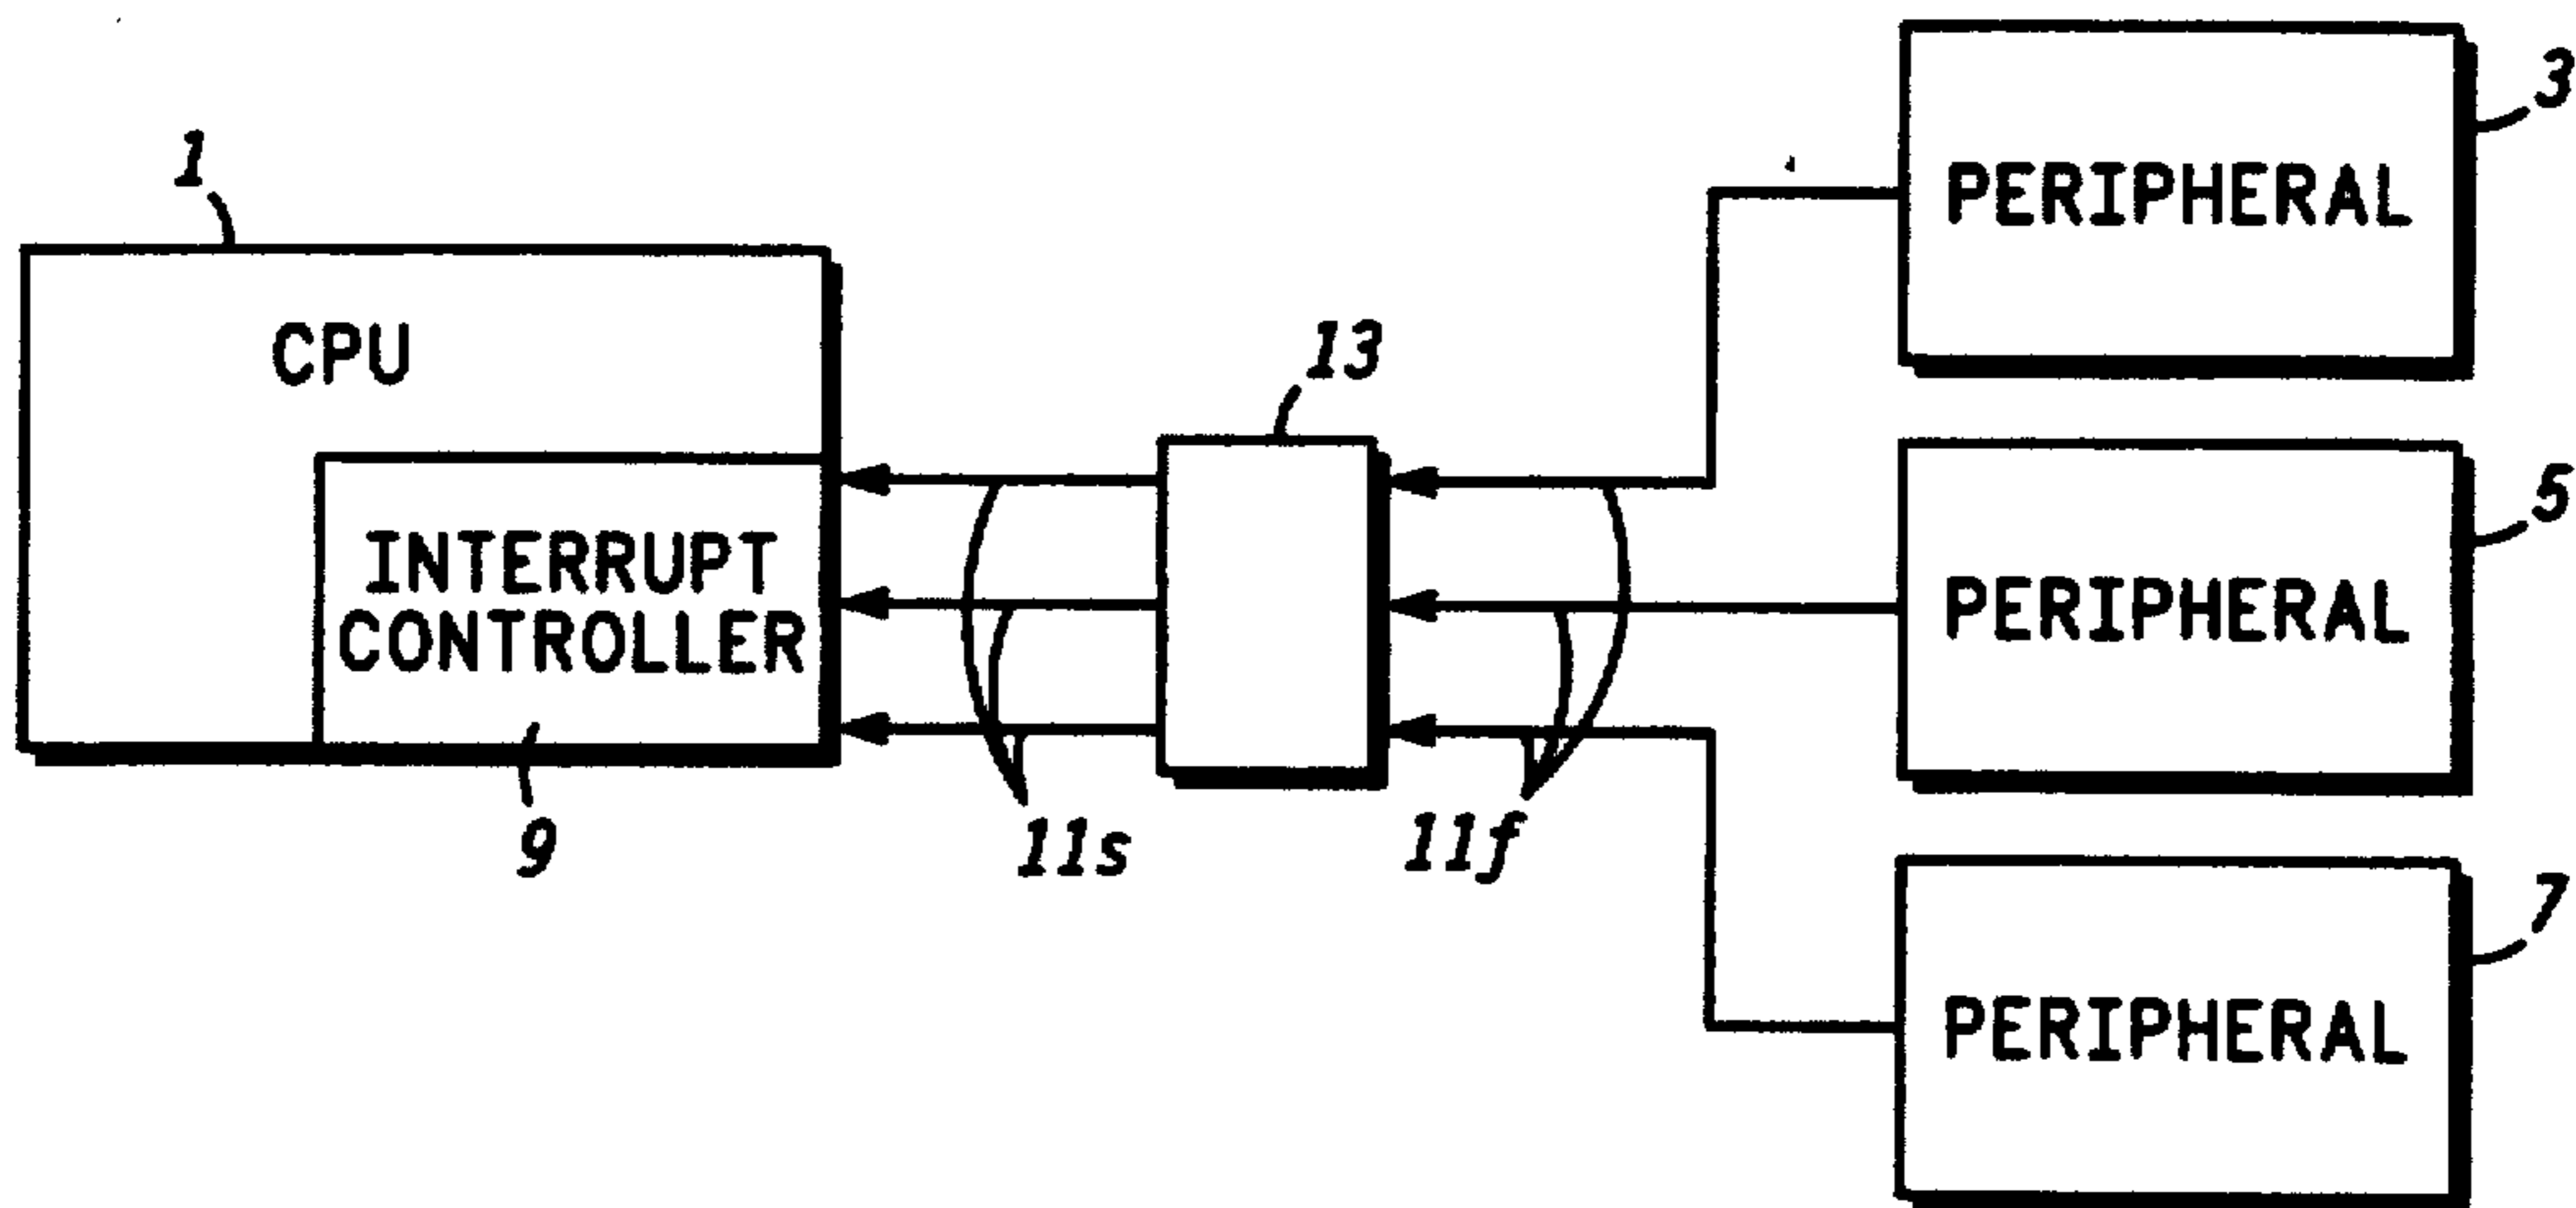 1
CPU
INTERRUPT
CONTROLLER
9
11s
13
11f
PERIPHERAL
3
PERIPHERAL
5
PERIPHERAL
7